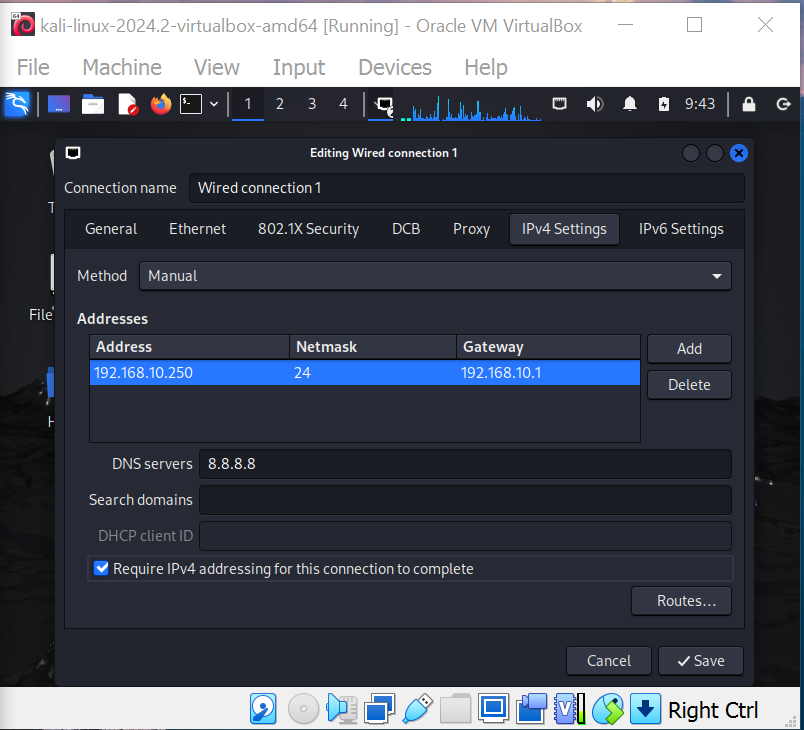 kali-linux-2024.2-virtualbox-amd64 [Running] - Oracle VM VirtualBox
File Machine View Input Devices Help
1 2 3 4 9:43
Editing Wired connection 1
Connection name Wired connection 1
General Ethernet 802.1X Security DCB Proxy IPv4 Settings IPv6 Settings
Method Manual
Addresses
Address Netmask Gateway
192.168.10.250 24 192.168.10.1
Add
Delete
DNS servers 8.8.8.8
Search domains
DHCP client ID
Require IPv4 addressing for this connection to complete
Routes...
Cancel Save
File
Right Ctrl